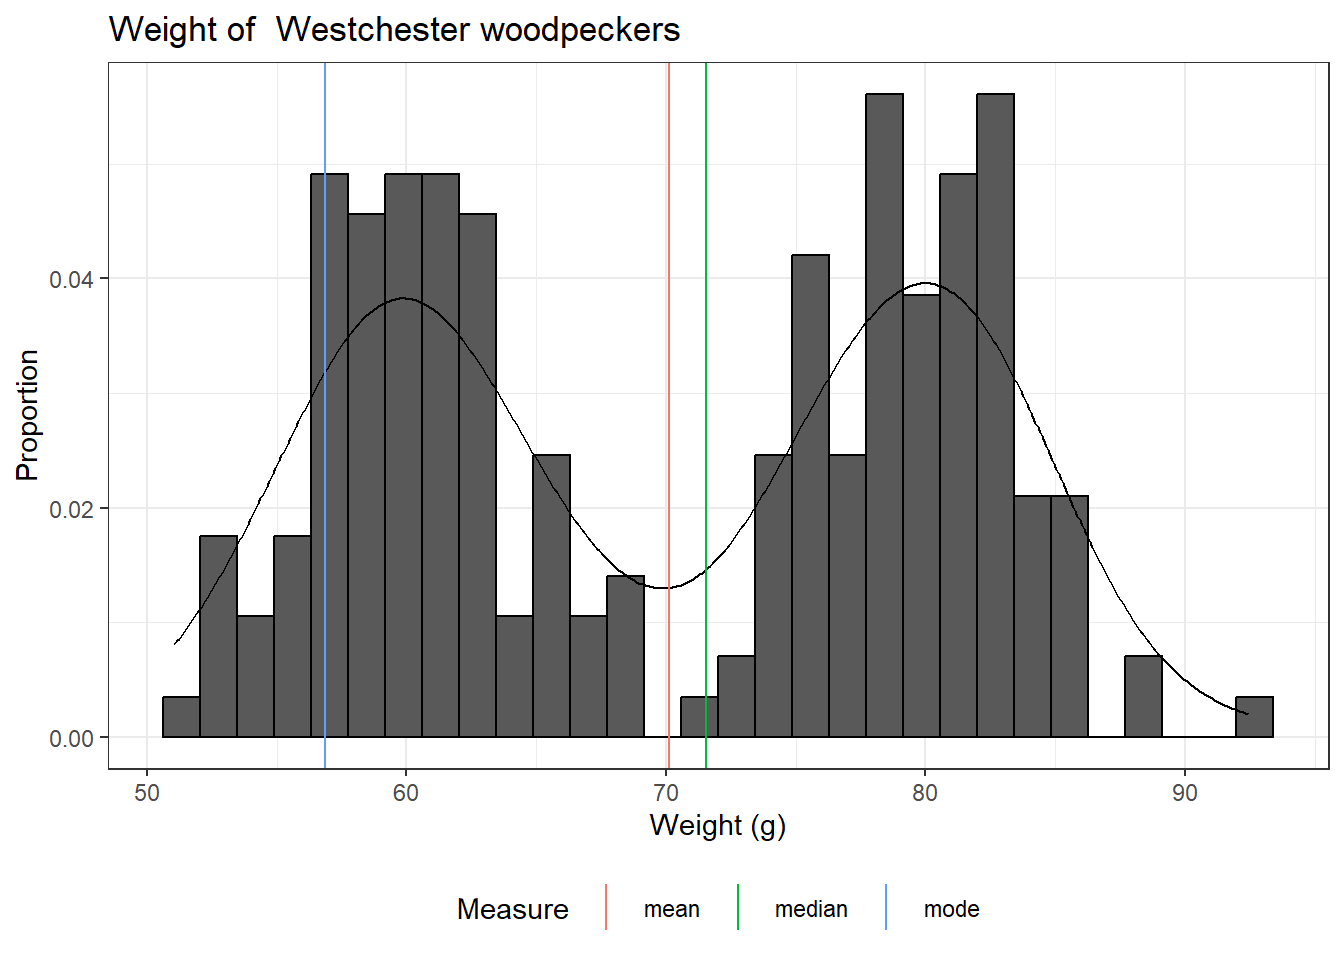 Weight of  Westchester woodpeckers
Proportion
0.04
0.02
0.00
50 60 70 80 90
Weight (g)
Measure mean median mode